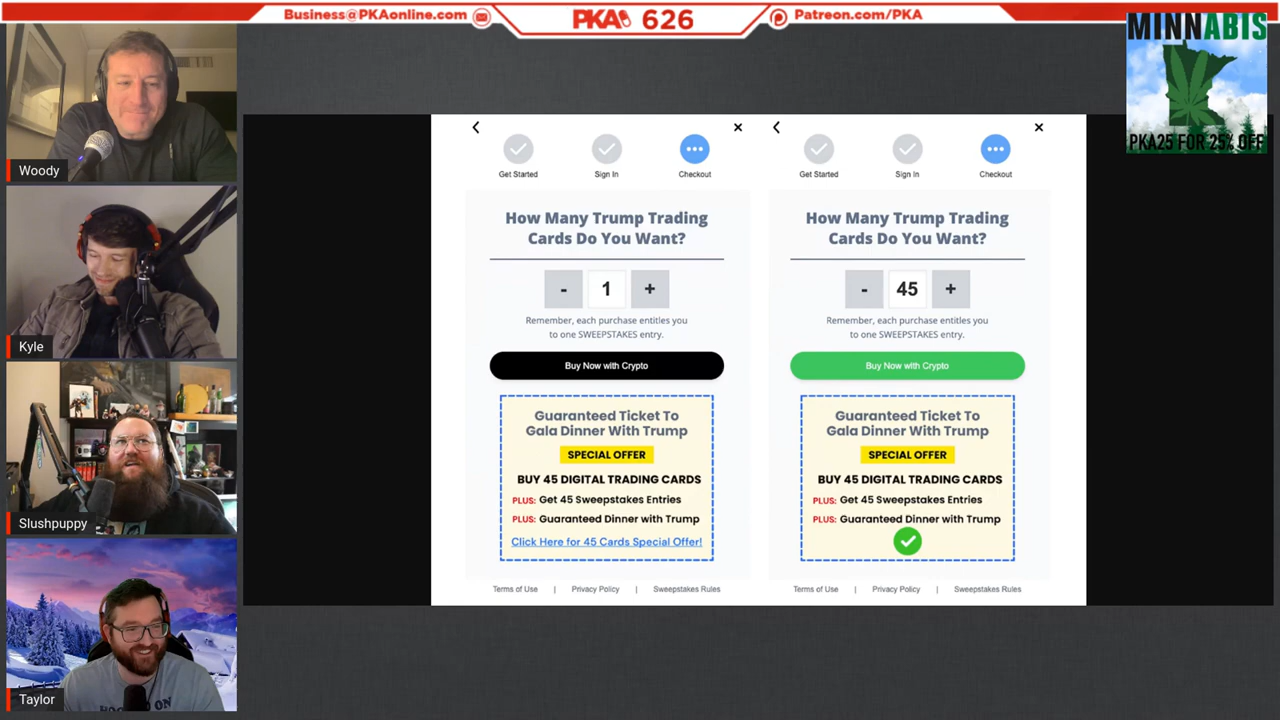 Business@PKAonline.com
PKA 626
Patreon.com/PKA
MINNABIS
PKA25 FOR 25% OFF
Woody
Kyle
Slushpuppy
Taylor
Get Started
Sign In
Checkout
How Many Trump Trading
Cards Do You Want?
-
1
+
Remember, each purchase entitles you
to one SWEEPSTAKES entry.
Buy Now with Crypto
Guaranteed Ticket To
Gala Dinner With Trump
SPECIAL OFFER
BUY 45 DIGITAL TRADING CARDS
PLUS: Get 45 Sweepstakes Entries
PLUS: Guaranteed Dinner with Trump
Click Here for 45 Cards Special Offer!
Terms of Use | Privacy Policy | Sweepstakes Rules
Get Started
Sign In
Checkout
How Many Trump Trading
Cards Do You Want?
-
45
+
Remember, each purchase entitles you
to one SWEEPSTAKES entry.
Buy Now with Crypto
Guaranteed Ticket To
Gala Dinner With Trump
SPECIAL OFFER
BUY 45 DIGITAL TRADING CARDS
PLUS: Get 45 Sweepstakes Entries
PLUS: Guaranteed Dinner with Trump
Terms of Use | Privacy Policy | Sweepstakes Rules